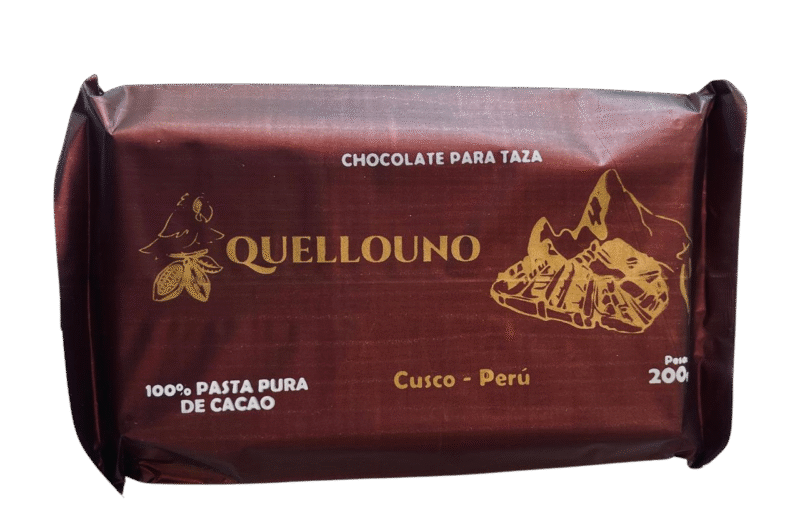 CHOCOLATE PARA TAZA
QUELLOUNO
100% PASTA PURA
DE CACAO
Cusco - Perú
200